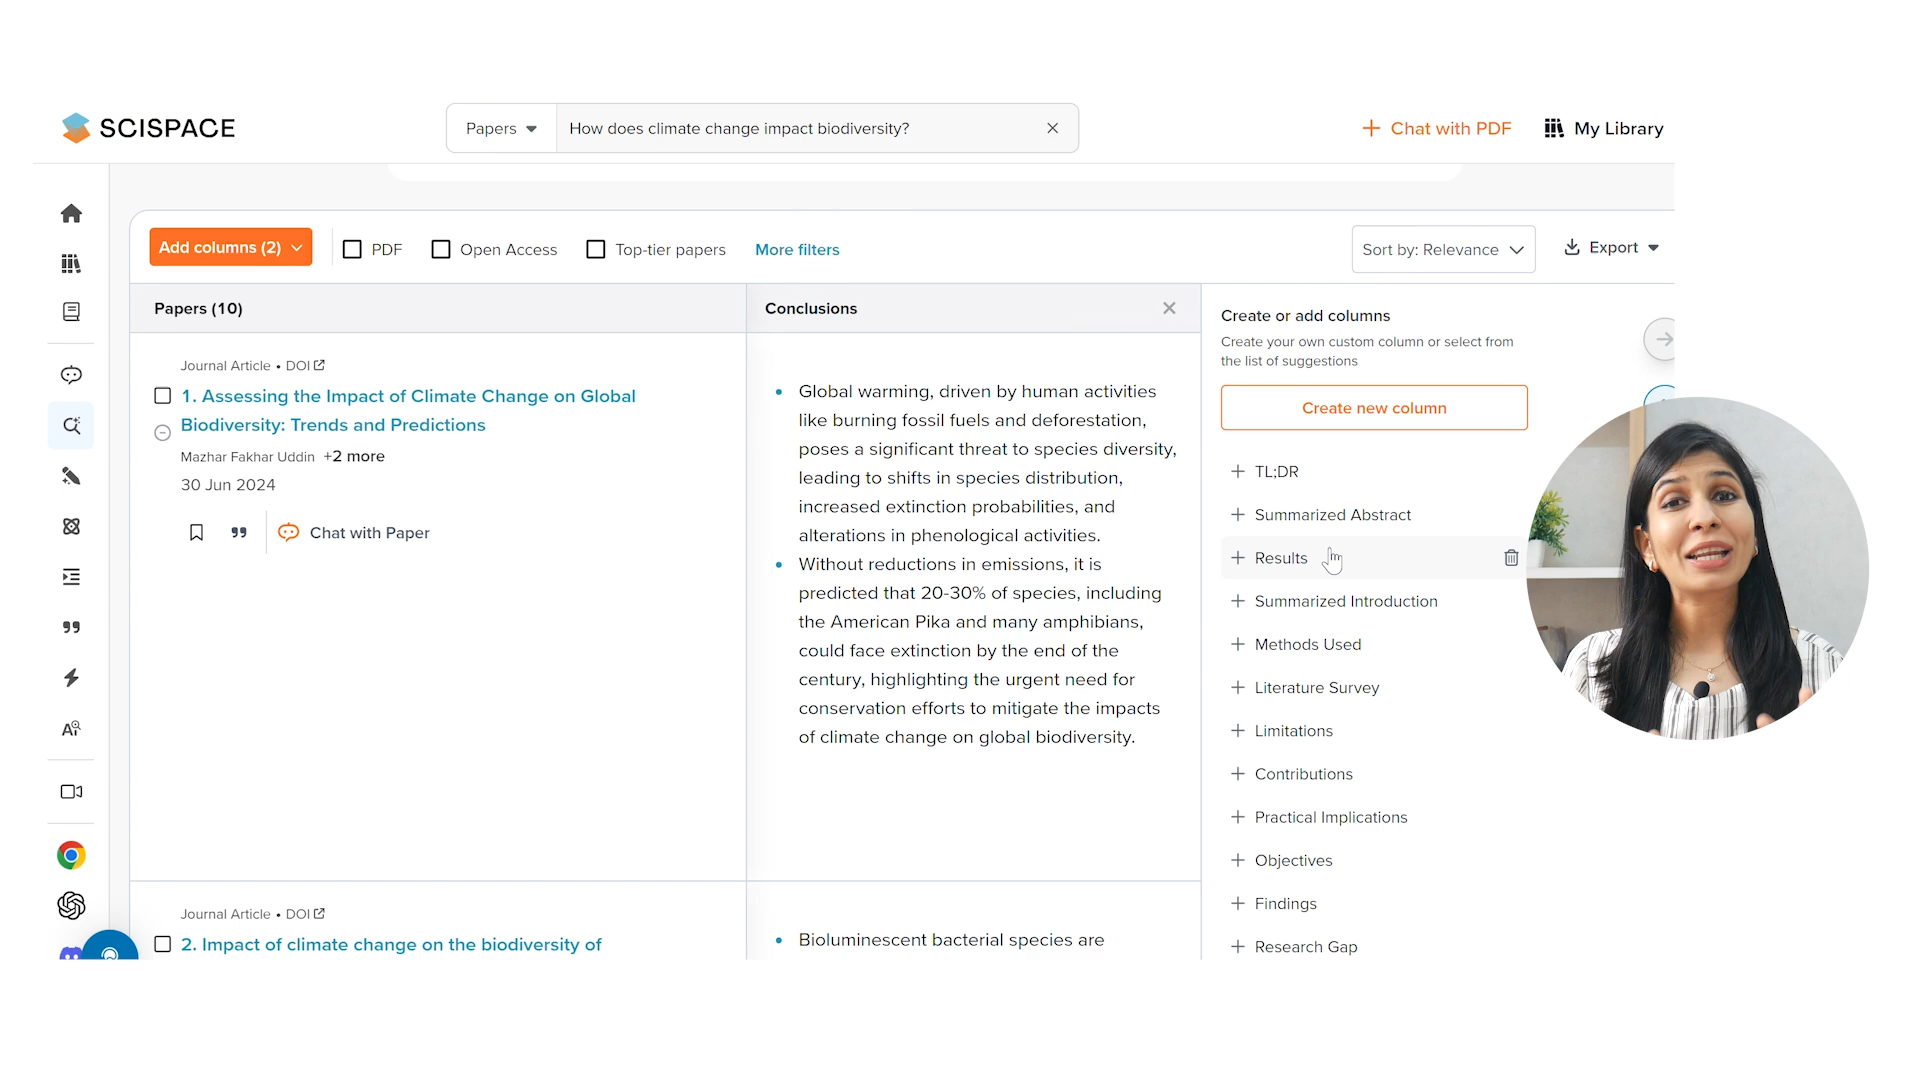 SCISPACE
Papers
How does climate change impact biodiversity?
Chat with PDF
My Library
Add columns (2)
PDF
Open Access
Top-tier papers
More filters
Sort by: Relevance
Export
Papers (10)
Conclusions
Journal Article • DOI
1. Assessing the Impact of Climate Change on Global
Biodiversity: Trends and Predictions
Mazhar Fakhar Uddin +2 more
30 Jun 2024
Chat with Paper
• Global warming, driven by human activities
like burning fossil fuels and deforestation,
poses a significant threat to species diversity,
leading to shifts in species distribution,
increased extinction probabilities, and
alterations in phenological activities.
• Without reductions in emissions, it is
predicted that 20-30% of species, including
the American Pika and many amphibians,
could face extinction by the end of the
century, highlighting the urgent need for
conservation efforts to mitigate the impacts
of climate change on global biodiversity.
Journal Article • DOI
2. Impact of climate change on the biodiversity of
• Bioluminescent bacterial species are
Create or add columns
Create your own custom column or select from
the list of suggestions
Create new column
+ TL;DR
+ Summarized Abstract
+ Results
+ Summarized Introduction
+ Methods Used
+ Literature Survey
+ Limitations
+ Contributions
+ Practical Implications
+ Objectives
+ Findings
+ Research Gap